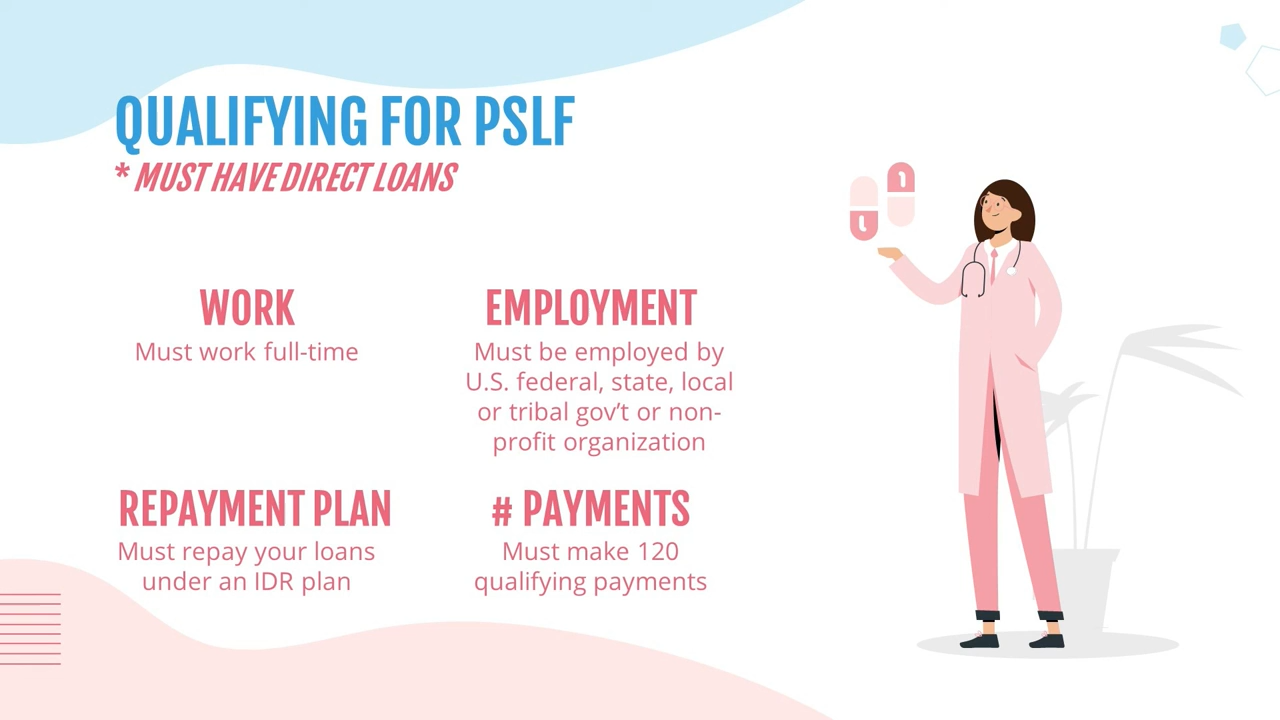 QUALIFYING FOR PSLF
* MUST HAVE DIRECT LOANS
WORK
Must work full-time
EMPLOYMENT
Must be employed by
U.S. federal, state, local
or tribal gov’t or non-
profit organization
REPAYMENT PLAN
Must repay your loans
under an IDR plan
# PAYMENTS
Must make 120
qualifying payments